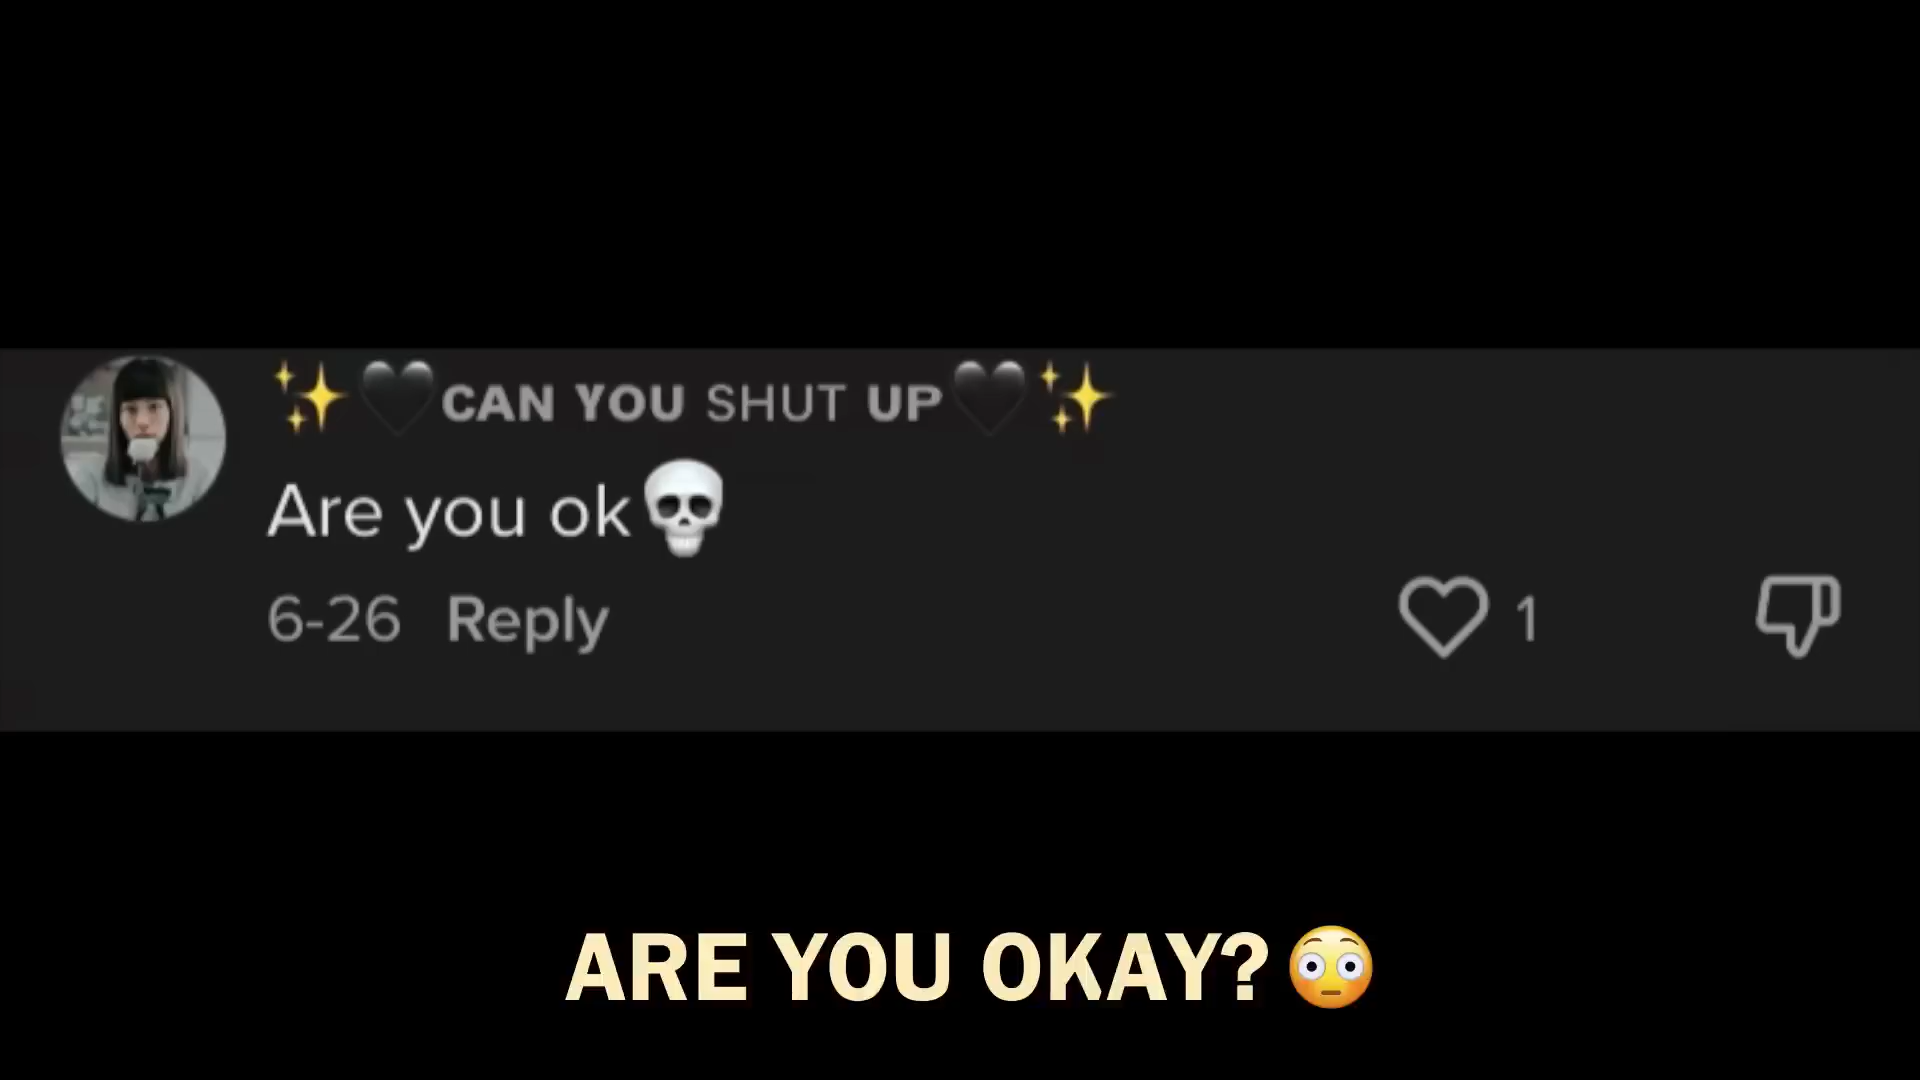 ✨🖤CAN YOU SHUT UP🖤✨
Are you ok💀
6-26 Reply
1
ARE YOU OKAY?😳